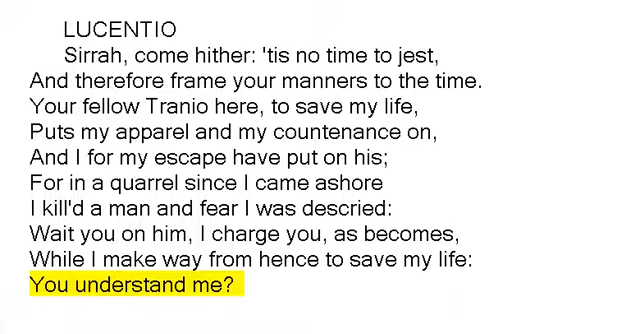 LUCENTIO
Sirrah, come hither: 'tis no time to jest,
And therefore frame your manners to the time.
Your fellow Tranio here, to save my life,
Puts my apparel and my countenance on,
And I for my escape have put on his;
For in a quarrel since I came ashore
I kill'd a man and fear I was descried:
Wait you on him, I charge you, as becomes,
While I make way from hence to save my life:
You understand me?